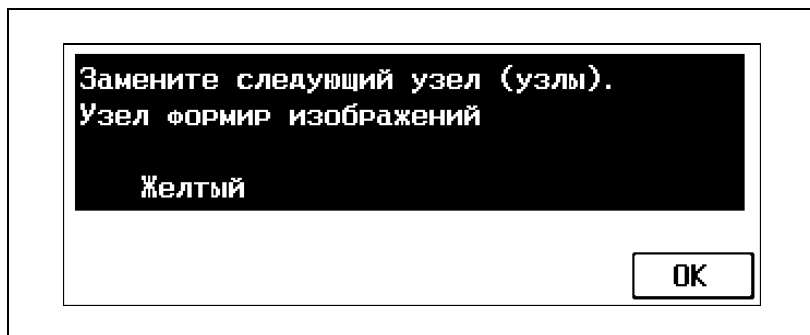 Замените следующий узел (узлы).
Узел формир изображений
Желтый
OK